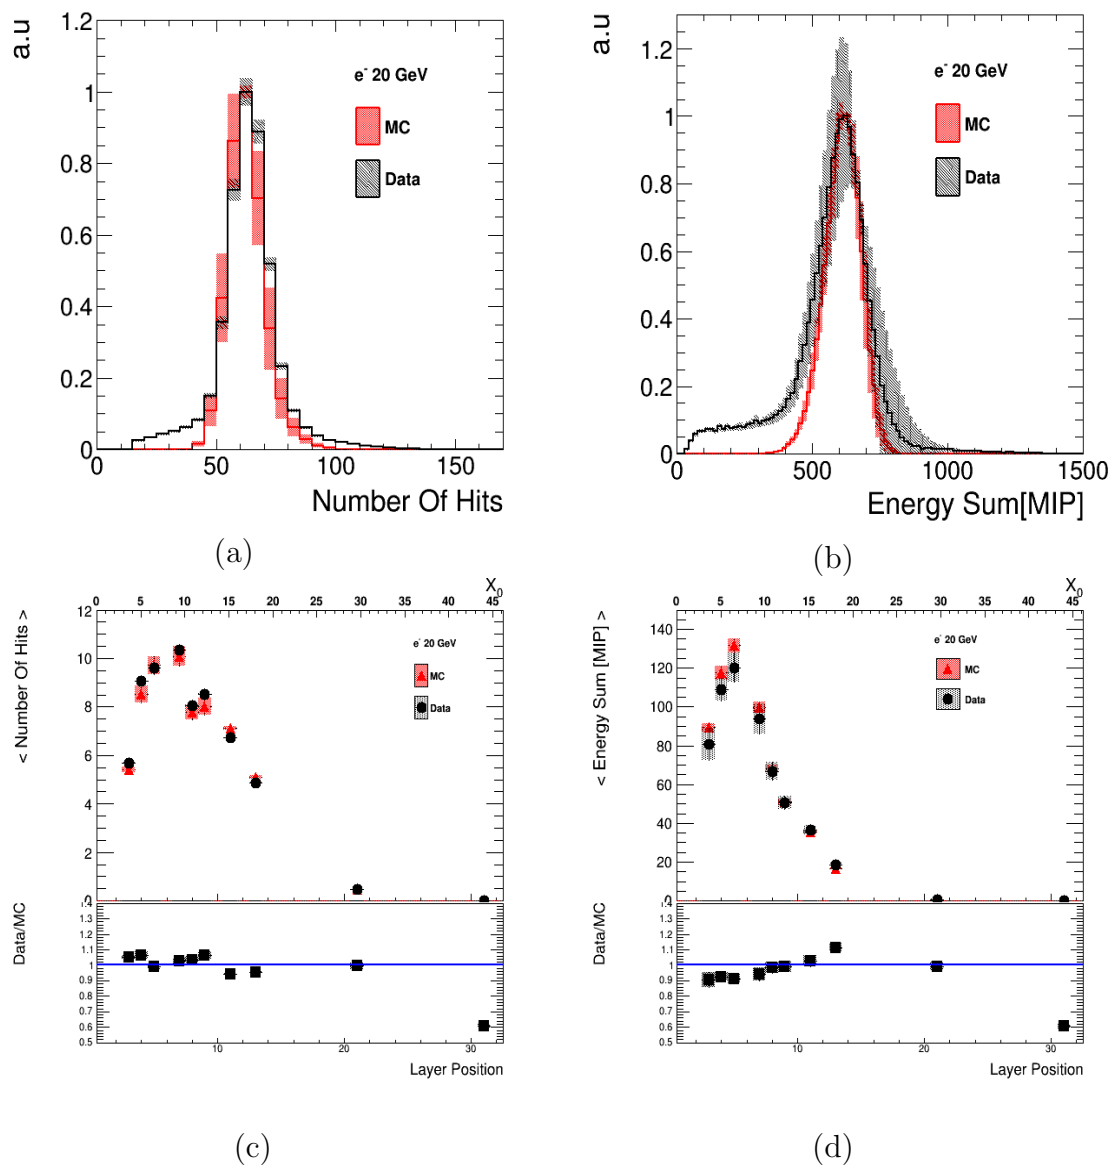 a.u
1.2
1
0.8
0.6
0.4
0.2
0
e- 20 GeV
MC
Data
0 50 100 150
Number Of Hits
(a)
a.u
1.2
1
0.8
0.6
0.4
0.2
0
e- 20 GeV
MC
Data
0 500 1000 1500
Energy Sum[MIP]
(b)
X0
0 5 10 15 20 25 30 35 40 45
< Number Of Hits >
12
10
8
6
4
2
0
e- 20 GeV
MC
Data
Data/MC
1.4
1.3
1.2
1.1
1
0.9
0.8
0.7
0.6
0.5
10 20 30
Layer Position
(c)
X0
0 5 10 15 20 25 30 35 40 45
< Energy Sum [MIP] >
140
120
100
80
60
40
20
0
e- 20 GeV
MC
Data
Data/MC
1.4
1.3
1.2
1.1
1
0.9
0.8
0.7
0.6
0.5
10 20 30
Layer Position
(d)